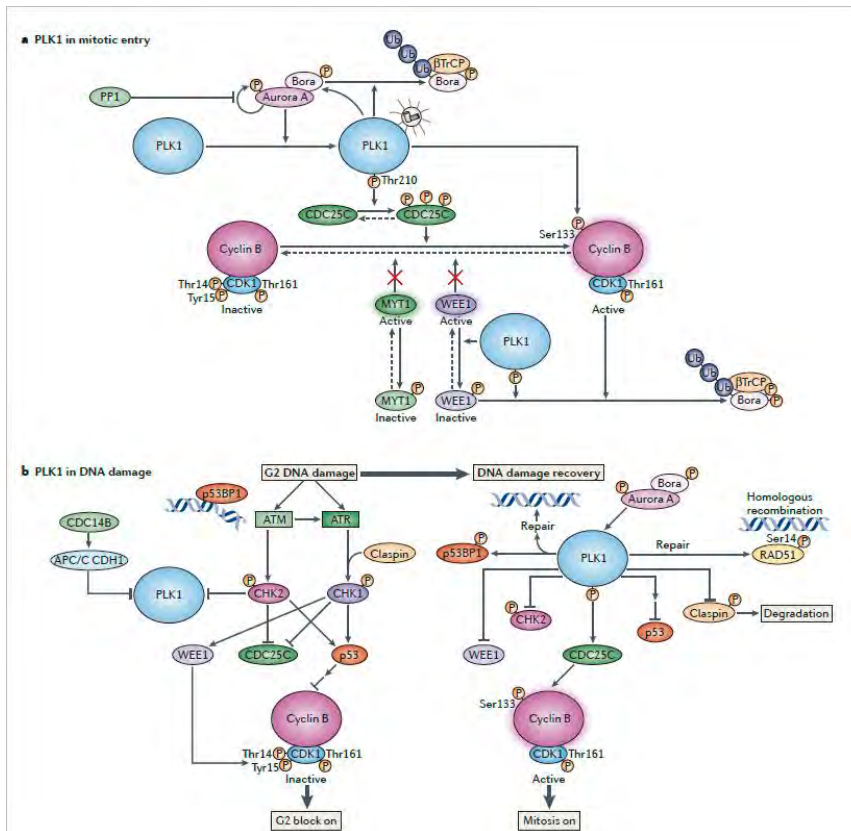 a PLK1 in mitotic entry
Ub
Ub
Ub
βTrCP
P
Bora
P
P
Bora
P
Aurora A
PP1
PLK1
PLK1
P
Thr210
P
P
P
CDC25C
CDC25C
Ser133
P
Cyclin B
Cyclin B
Thr14
P
CDK1
Thr161
Tyr15
P
P
Inactive
CDK1
Thr161
P
Active
MYT1
Active
WEE1
Active
PLK1
P
P
MYT1
Inactive
P
WEE1
Inactive
Ub
Ub
Ub
βTrCP
P
Bora
P
b PLK1 in DNA damage
G2 DNA damage
DNA damage recovery
P
p53BP1
CDC14B
ATM
ATR
APC/C CDH1
Claspin
PLK1
P
CHK2
CHK1
P
WEE1
CDC25C
p53
Cyclin B
Thr14
P
CDK1
Thr161
Tyr15
P
P
Inactive
G2 block on
Bora
P
P
Aurora A
Homologous
recombination
Repair
Ser14
P
RAD51
P
p53BP1
PLK1
Repair
P
CHK2
P
Claspin
P
Degradation
p53
WEE1
CDC25C
Ser133
P
Cyclin B
CDK1
Thr161
P
Active
Mitosis on